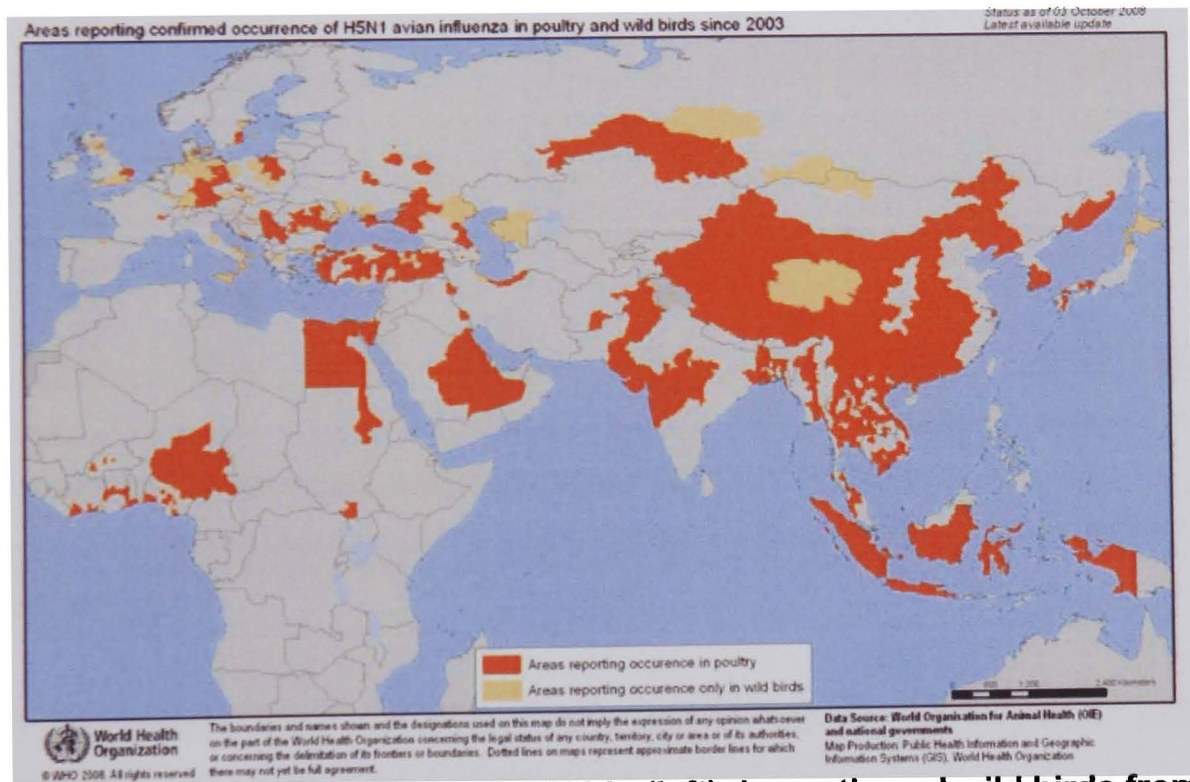 Status as of 03 October 2008
Areas reporting confirmed occurrence of H5N1 avian influenza in poultry and wild birds since 2003
Latest available update
Areas reporting occurence in poultry
Areas reporting occurence only in wild birds
2,400 Kilometers
World Health
Organization
© WHO 2008. All rights reserved
The boundaries and names shown and the designations used on this map do not imply the expression of any opinion whatsoever
on the part of the World Health Organization concerning the legal status of any country, territory, city or area or of its authorities,
or concerning the delimitation of its frontiers or boundaries. Dotted lines on maps represent approximate border lines for which
there may not yet be full agreement.
Data Source: World Organisation for Animal Health (OIE)
and national governments
Map Production: Public Health Information and Geographic
Information Systems (GIS), World Health Organization
wild birds from